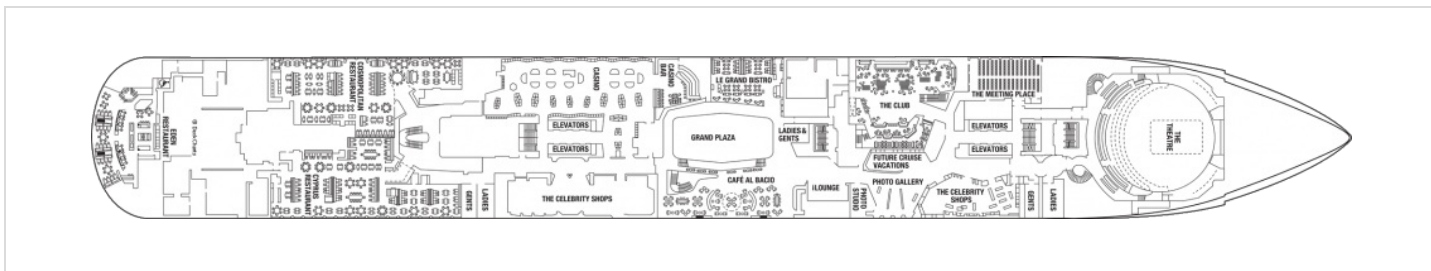 EDEN
RESTAURANT
© DeckChairs
COSMOPOLITAN
RESTAURANT
CYPRUS
RESTAURANT
GENTS
LADIES
CASINO
ELEVATORS
ELEVATORS
THE CELEBRITY SHOPS
CASINO
BAR
LE GRAND BISTRO
GRAND PLAZA
CAFÉ AL BACIO
LADIES &
GENTS
iLOUNGE
PHOTO
STUDIO
THE CLUB
FUTURE CRUISE
VACATIONS
PHOTO GALLERY
THE CELEBRITY
SHOPS
THE MEETING PLACE
ELEVATORS
ELEVATORS
GENTS
LADIES
THE
THEATRE